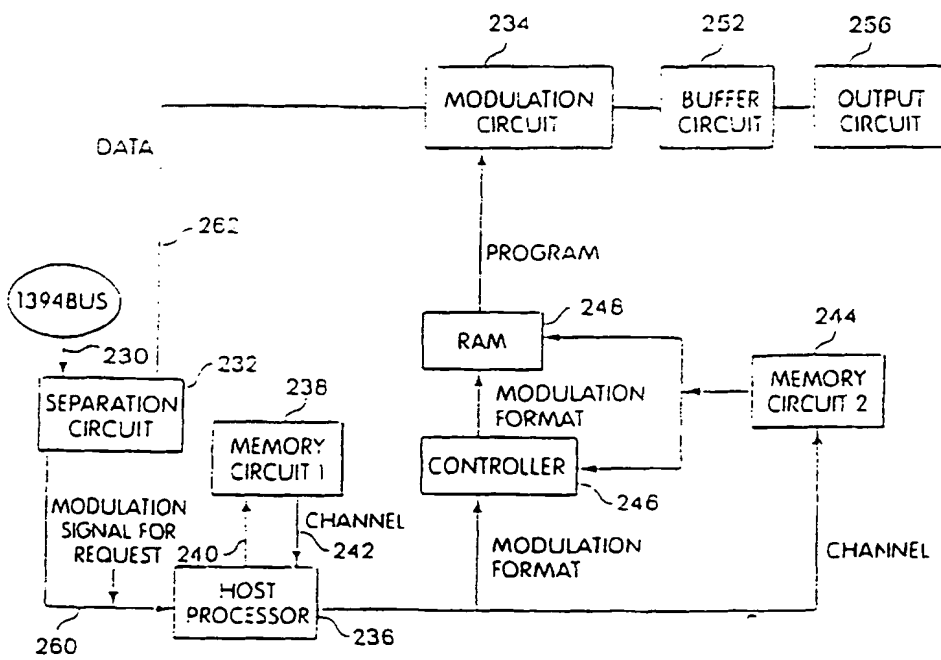 234
252
256
MODULATION
CIRCUIT
BUFFER
CIRCUIT
OUTPUT
CIRCUIT
DATA
262
PROGRAM
1394BUS
230
232
SEPARATION
CIRCUIT
238
MEMORY
CIRCUIT 1
248
RAM
244
MEMORY
CIRCUIT 2
MODULATION
FORMAT
CONTROLLER
246
MODULATION
SIGNAL FOR
REQUEST
240
CHANNEL
242
MODULATION
FORMAT
CHANNEL
HOST
PROCESSOR
236
260